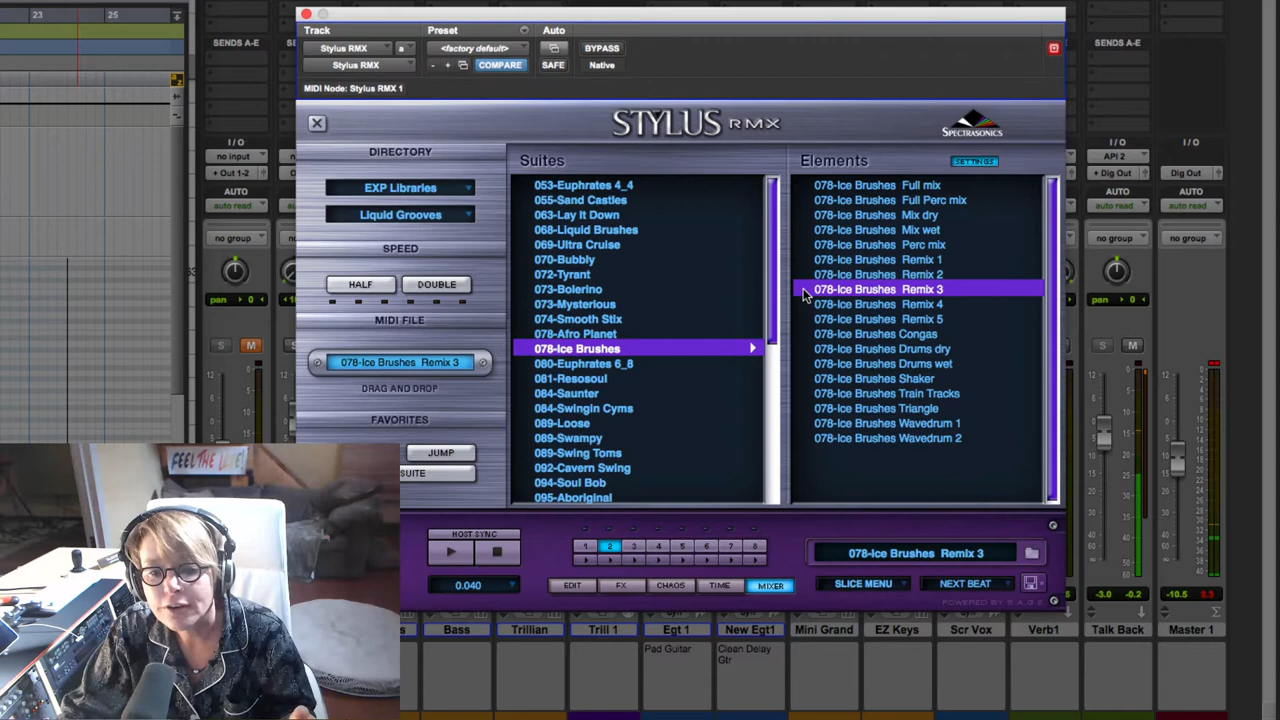 23
25
SENDS A-E
SENDS A-E
Track
Preset
Auto
Stylus RMX
a
<factory default>
BYPASS
Stylus RMX
- +
COMPARE
SAFE
Native
MIDI Node: Stylus RMX 1
STYLUS RMX
SPECTRASONICS
DIRECTORY
EXP Libraries
Liquid Grooves
SPEED
HALF
DOUBLE
MIDI FILE
078-Ice Brushes Remix 3
DRAG AND DROP
FAVORITES
JUMP
SUITE
Suites
053-Euphrates 4_4
055-Sand Castles
063-Lay It Down
068-Liquid Brushes
069-Ultra Cruise
070-Bubbly
072-Tyrant
073-Bolerino
073-Mysterious
074-Smooth Stix
078-Afro Planet
078-Ice Brushes
080-Euphrates 6_8
081-Resosoul
084-Saunter
084-Swingin Cyms
089-Loose
089-Swampy
089-Swing Toms
092-Cavern Swing
094-Soul Bob
095-Aboriginal
Elements
SETTINGS
078-Ice Brushes Full mix
078-Ice Brushes Full Perc mix
078-Ice Brushes Mix dry
078-Ice Brushes Mix wet
078-Ice Brushes Perc mix
078-Ice Brushes Remix 1
078-Ice Brushes Remix 2
078-Ice Brushes Remix 3
078-Ice Brushes Remix 4
078-Ice Brushes Remix 5
078-Ice Brushes Congas
078-Ice Brushes Drums dry
078-Ice Brushes Drums wet
078-Ice Brushes Shaker
078-Ice Brushes Train Tracks
078-Ice Brushes Triangle
078-Ice Brushes Wavedrum 1
078-Ice Brushes Wavedrum 2
HOST SYNC
0.040
1 2 3 4 5 6 7 8
EDIT
FX
CHAOS
TIME
MIXER
078-Ice Brushes Remix 3
SLICE MENU
NEXT BEAT
POWERED BY S.A.G.E
I/O
no input
+ Out 1-2
AUTO
auto read
no group
pan 0
S
M
I/O
API 2
+ Dig Out
AUTO
auto read
no group
pan 0
S
M
-3.0 -0.2
I/O
Dig Out
AUTO
auto read
no group
M
-10.5 9.3
FEEL THE LOVE!
Bass
Trillian
Trill 1
Egt 1
New Egt1
Mini Grand
EZ Keys
Scr Vox
Verb1
Talk Back
Master 1
Pad Guitar
Clean Delay
Gtr